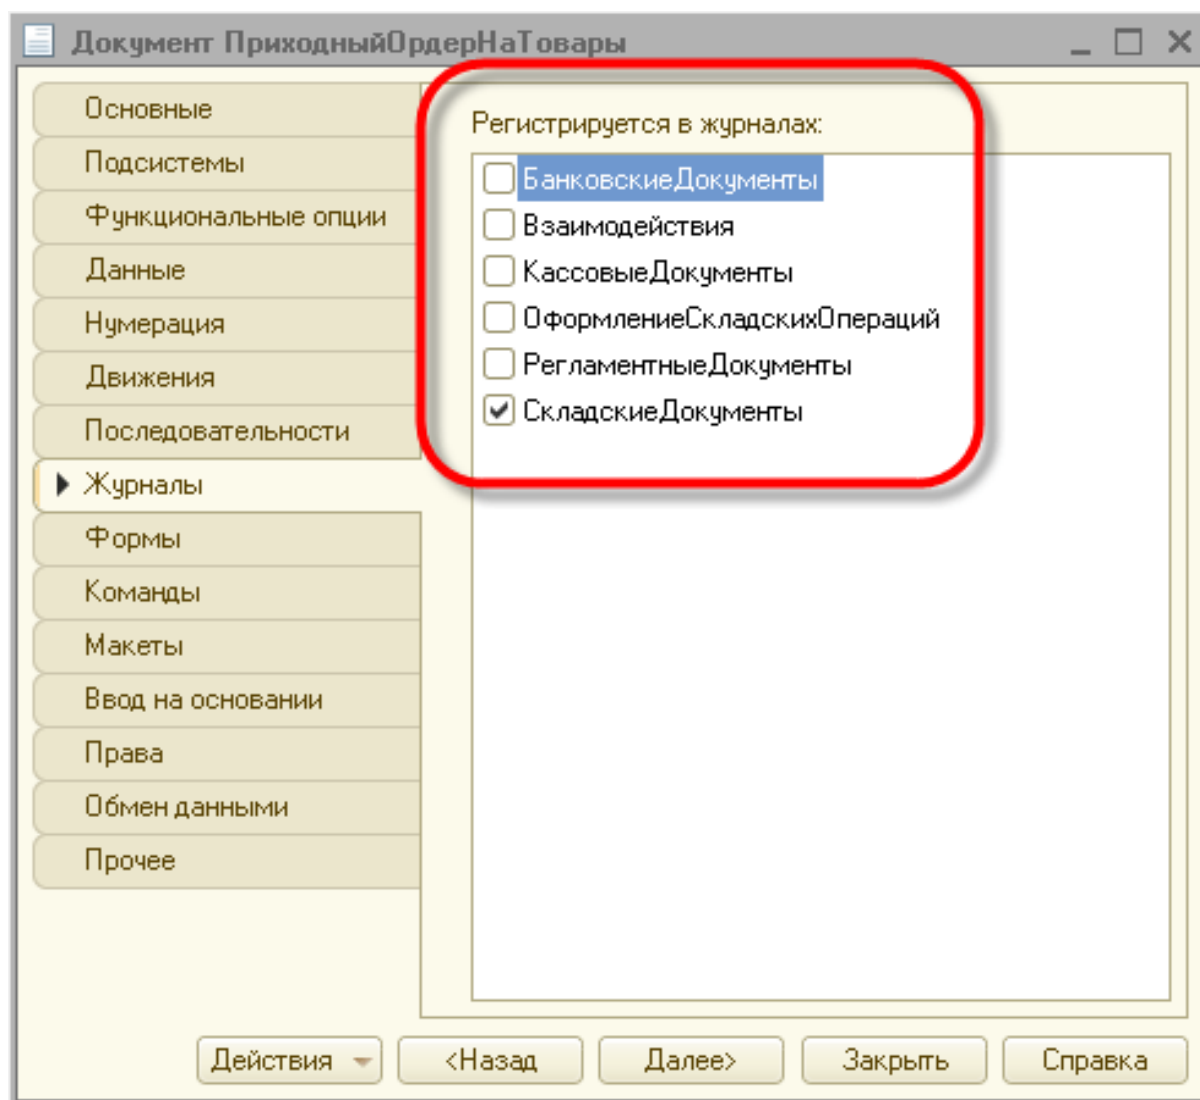 Документ ПриходныйОрдерНаТовары
Основные
Подсистемы
Функциональные опции
Данные
Нумерация
Движения
Последовательности
Журналы
Формы
Команды
Макеты
Ввод на основании
Права
Обмен данными
Прочее
Регистрируется в журналах:
БанковскиеДокументы
Взаимодействия
КассовыеДокументы
ОформлениеСкладскихОпераций
РегламентныеДокументы
СкладскиеДокументы
Действия <Назад Далее> Закрыть Справка